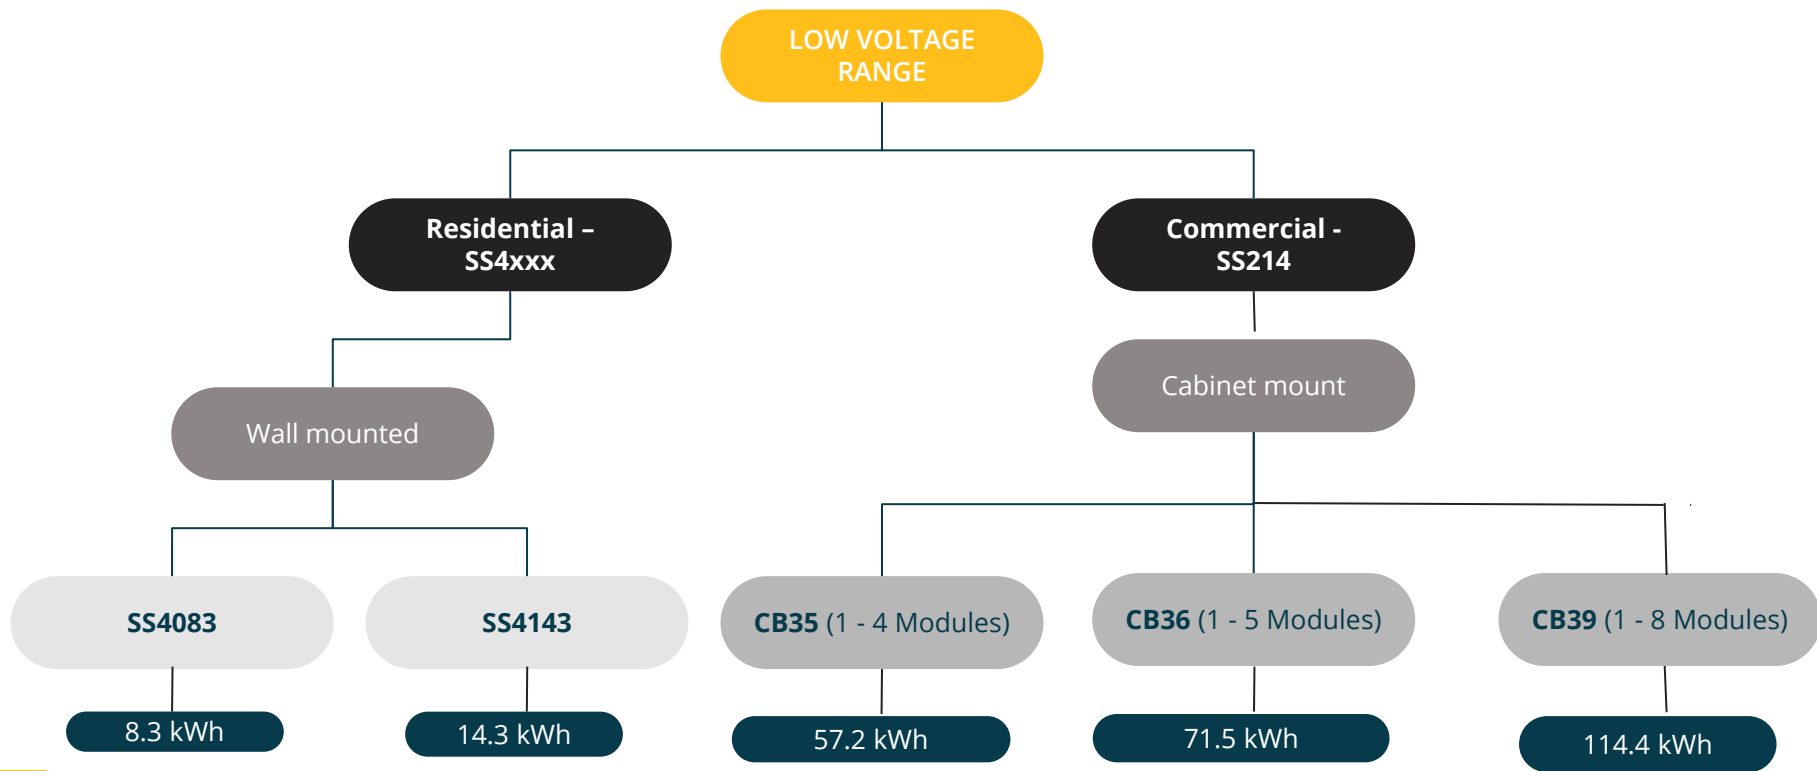 LOW VOLTAGE
RANGE
Residential –
SS4xxx
Commercial -
SS214
Wall mounted
Cabinet mount
SS4083
SS4143
CB35 (1 - 4 Modules)
CB36 (1 - 5 Modules)
CB39 (1 - 8 Modules)
8.3 kWh
14.3 kWh
57.2 kWh
71.5 kWh
114.4 kWh